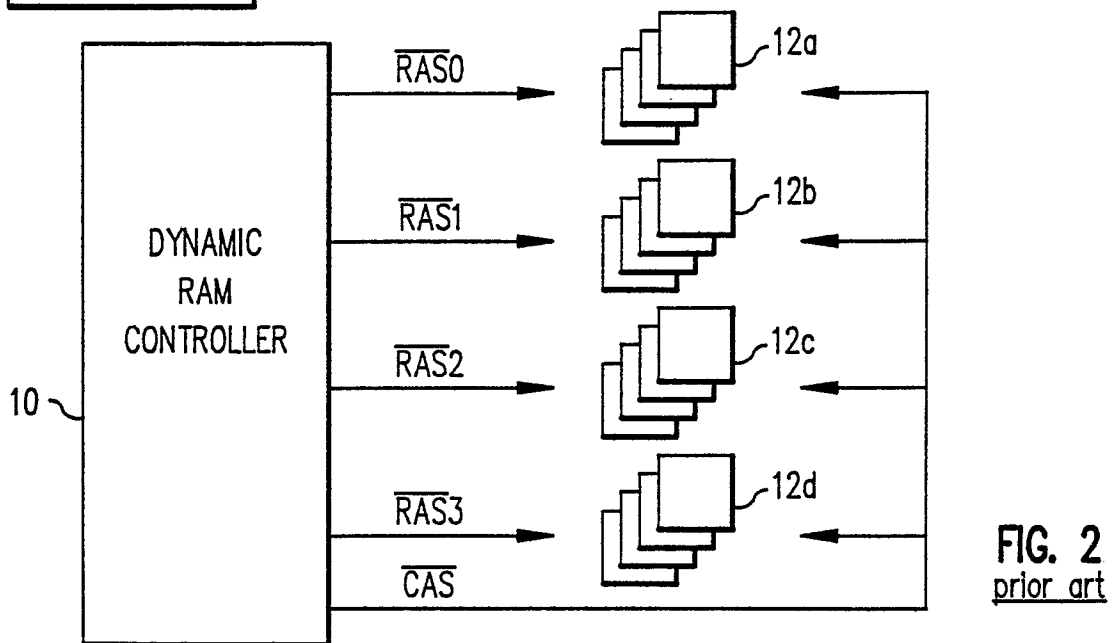 RAS0
12a
RAS1
12b
DYNAMIC
RAM
CONTROLLER
RAS2
12c
10
RAS3
12d
CAS
FIG. 2
prior art